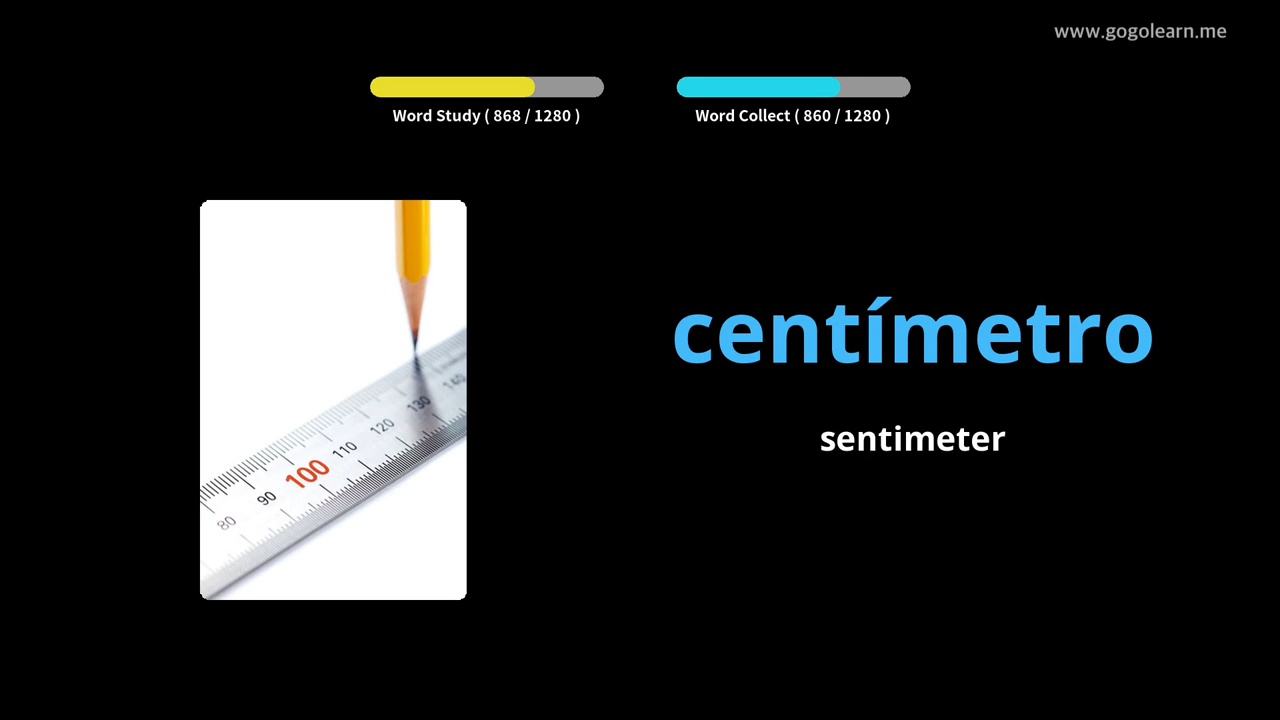 www.gogolearn.me
Word Study ( 868 / 1280 )
Word Collect ( 860 / 1280 )
centímetro
sentimeter
80
90
100
110
120
130
140